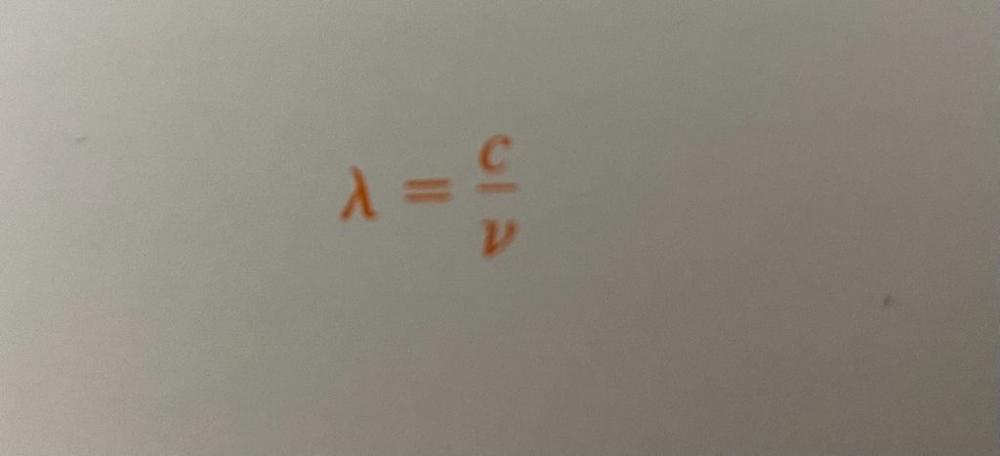 λ = c/ν